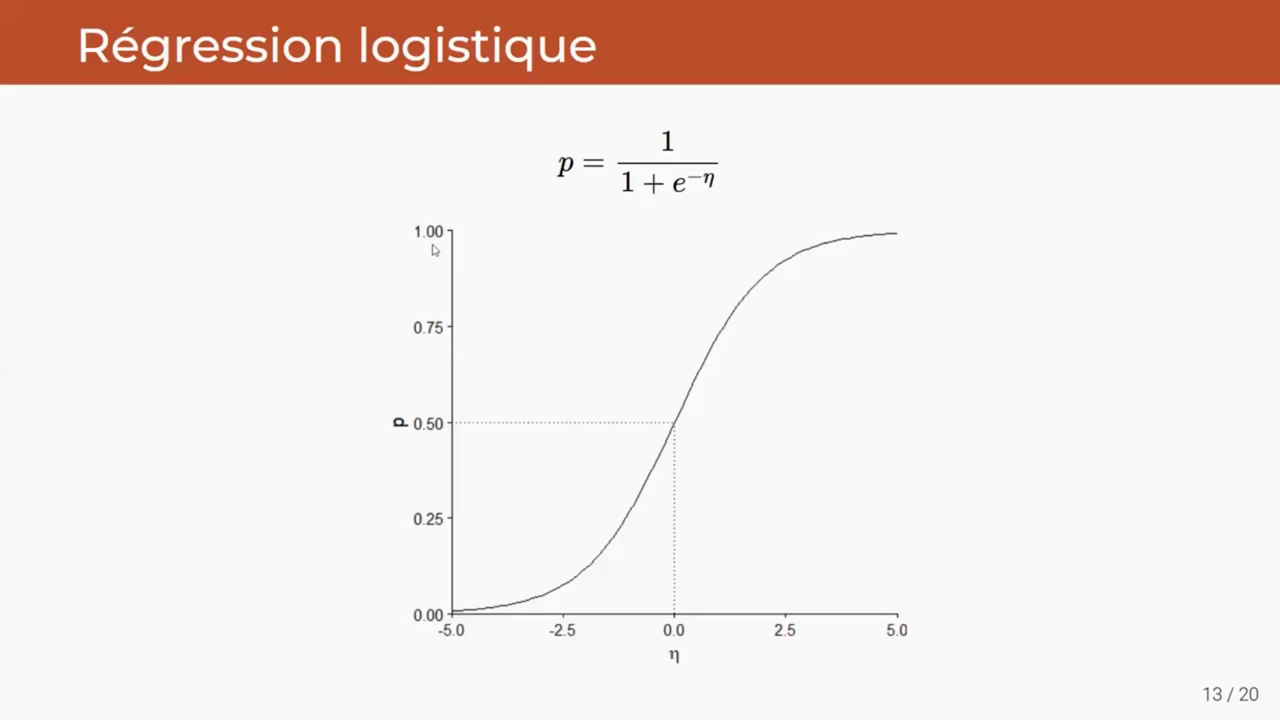 Régression logistique
p = 1 / (1 + e^{-η})
1.00
0.75
p 0.50
0.25
0.00
-5.0 -2.5 0.0 2.5 5.0
η
13 / 20